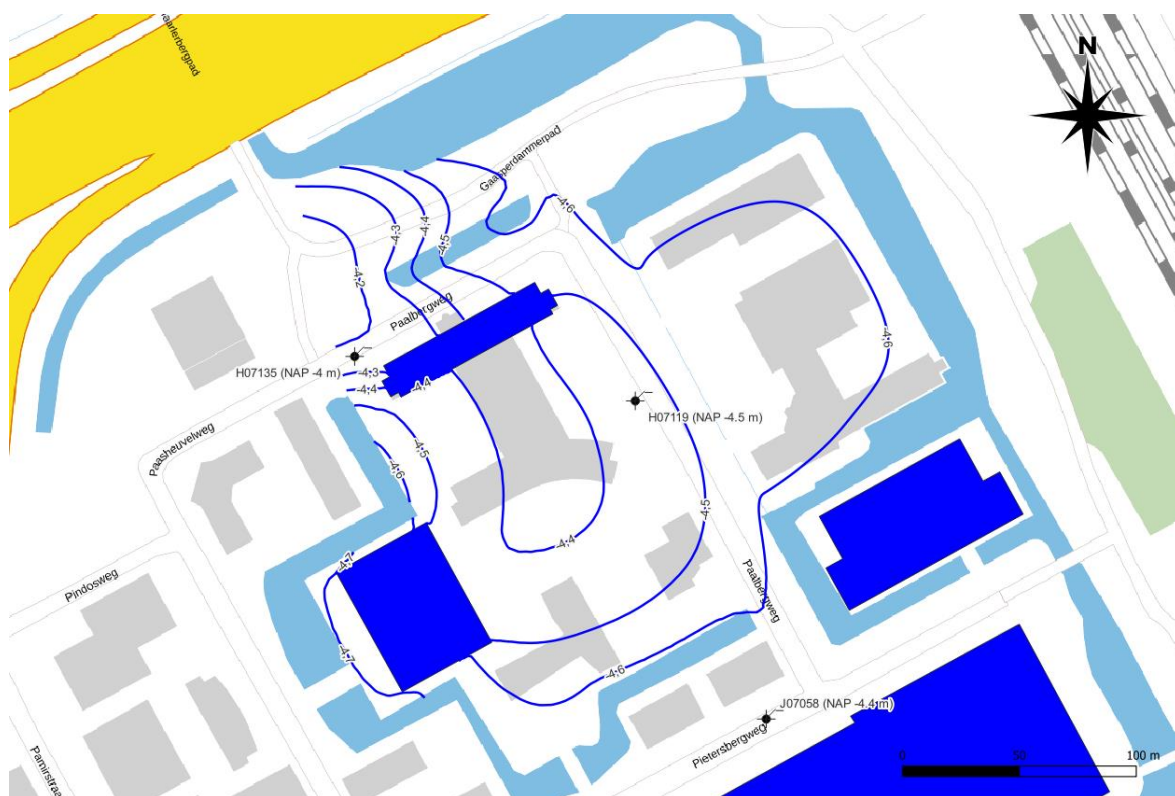 aarlerbergpad
N
Gaasperdammerpad
-4,6
-4,3
-4,4
-4,5
-4,2
Paalbergweg
-4,6
H07135 (NAP -4 m)
-4,3
-4,4
-4,4
H07119 (NAP -4.5 m)
Paasheuvelweg
-4,5
-4,6
-4,5
-4,4
-4,7
Pindosweg
Paalbergweg
-4,7
-4,6
J07058 (NAP -4.4 m)
Pietersbergweg
Parnirstraa
0 50 100 m